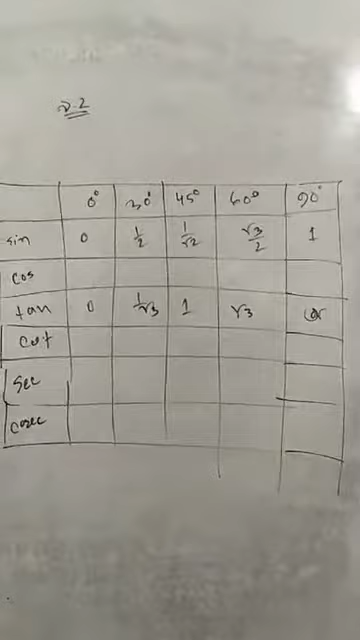 2.2
0° 30° 45° 60° 90°
sin 0 1/2 1/√2 √3/2 1
cos
tan 0 1/√3 1 √3
cot
sec
cosec